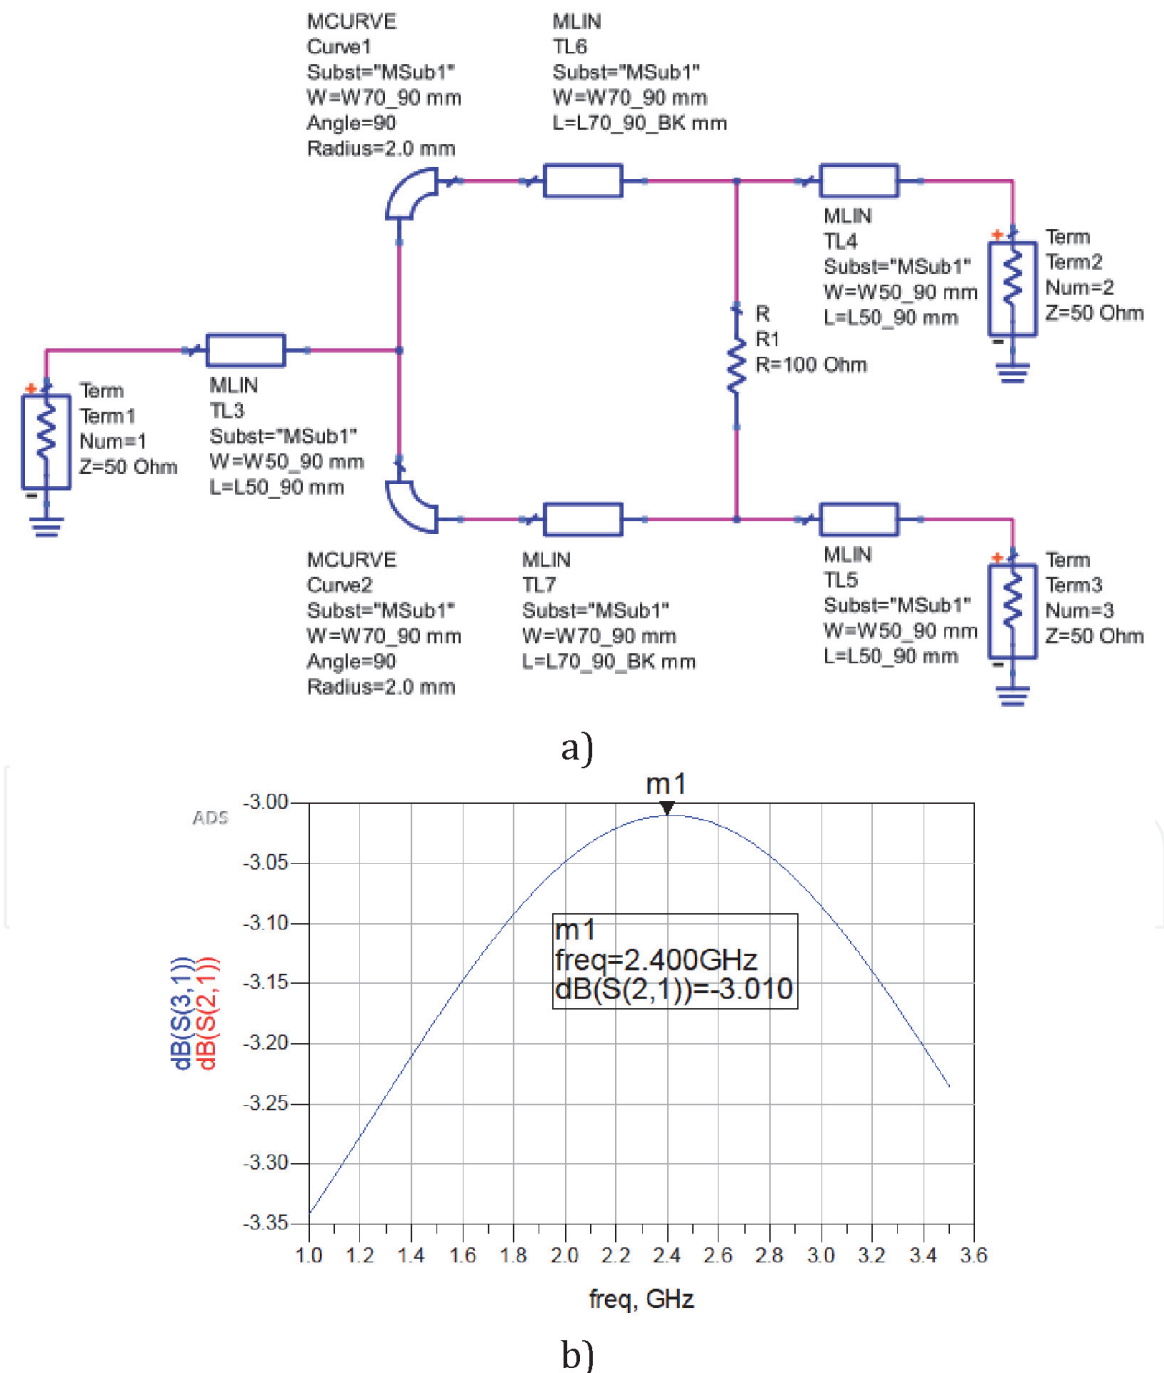 MCURVE
Curve1
Subst="MSub1"
W=W70_90 mm
Angle=90
Radius=2.0 mm
MLIN
TL6
Subst="MSub1"
W=W70_90 mm
L=L70_90_BK mm
MLIN
TL4
Subst="MSub1"
W=W50_90 mm
L=L50_90 mm
+
Term
Term2
Num=2
Z=50 Ohm
-
R
R1
R=100 Ohm
+
Term
Term1
Num=1
Z=50 Ohm
-
MLIN
TL3
Subst="MSub1"
W=W50_90 mm
L=L50_90 mm
MCURVE
Curve2
Subst="MSub1"
W=W70_90 mm
Angle=90
Radius=2.0 mm
MLIN
TL7
Subst="MSub1"
W=W70_90 mm
L=L70_90_BK mm
MLIN
TL5
Subst="MSub1"
W=W50_90 mm
L=L50_90 mm
+
Term
Term3
Num=3
Z=50 Ohm
-
a)
m1
ADS
-3.00
-3.05
-3.10
-3.15
-3.20
-3.25
-3.30
-3.35
dB(S(3,1))
dB(S(2,1))
m1
freq=2.400GHz
dB(S(2,1))=-3.010
1.0 1.2 1.4 1.6 1.8 2.0 2.2 2.4 2.6 2.8 3.0 3.2 3.4 3.6
freq, GHz
b)